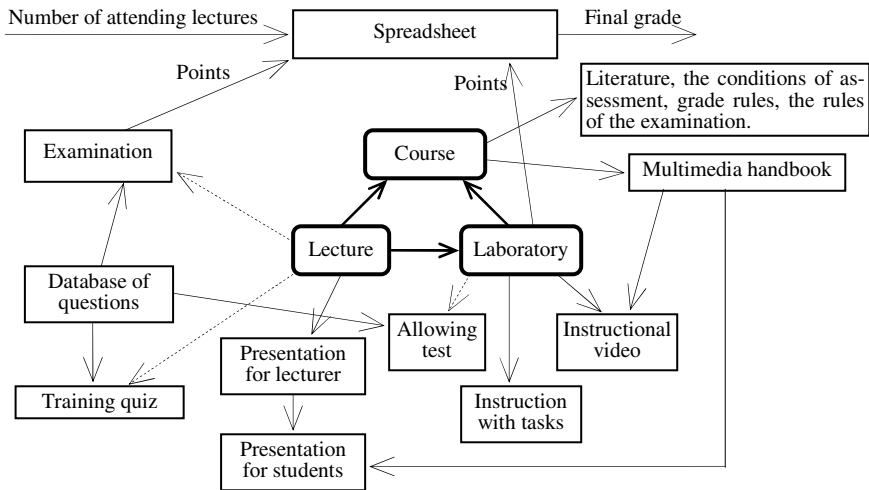 Number of attending lectures
Spreadsheet
Final grade
Points
Points
Literature, the conditions of as-
sessment, grade rules, the rules
of the examination.
Examination
Course
Multimedia handbook
Lecture
Laboratory
Database of
questions
Allowing
test
Instructional
video
Presentation
for lecturer
Training quiz
Instruction
with tasks
Presentation
for students